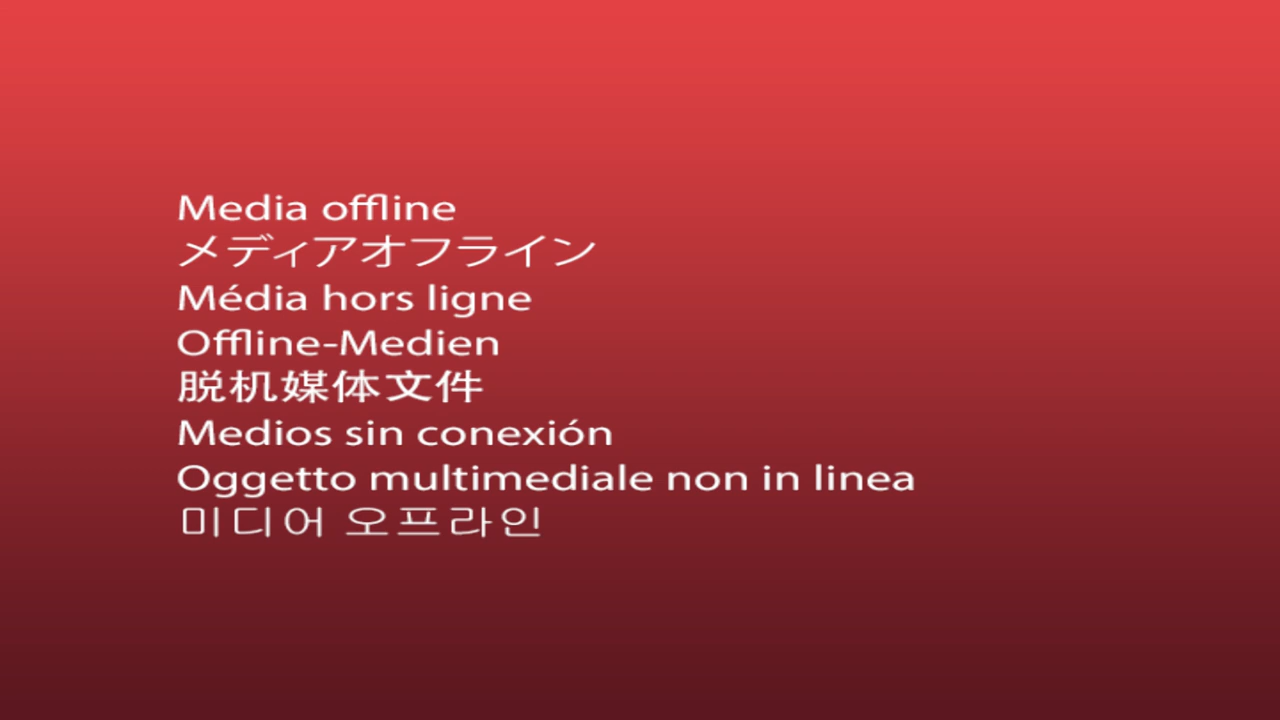 Media offline
メディアオフライン
Média hors ligne
Offline-Medien
脱机媒体文件
Medios sin conexión
Oggetto multimediale non in linea
미디어 오프라인